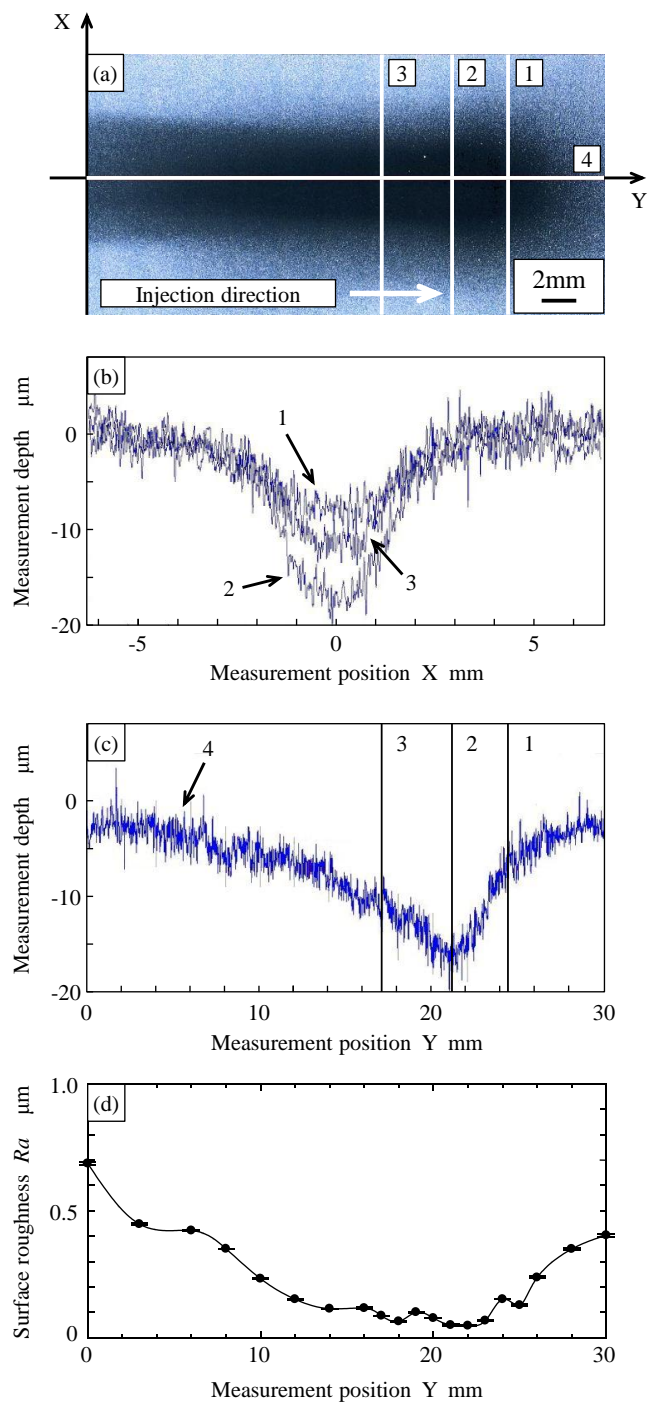 X
(a)
3
2
1
4
Y
Injection direction
2mm
(b)
Measurement depth μm
0
-10
-20
1
2
3
-5
0
5
Measurement position X mm
(c)
Measurement depth μm
0
-10
-20
4
3
2
1
0
10
20
30
Measurement position Y mm
(d)
Surface roughness Ra μm
1.0
0.5
0
0
10
20
30
Measurement position Y mm